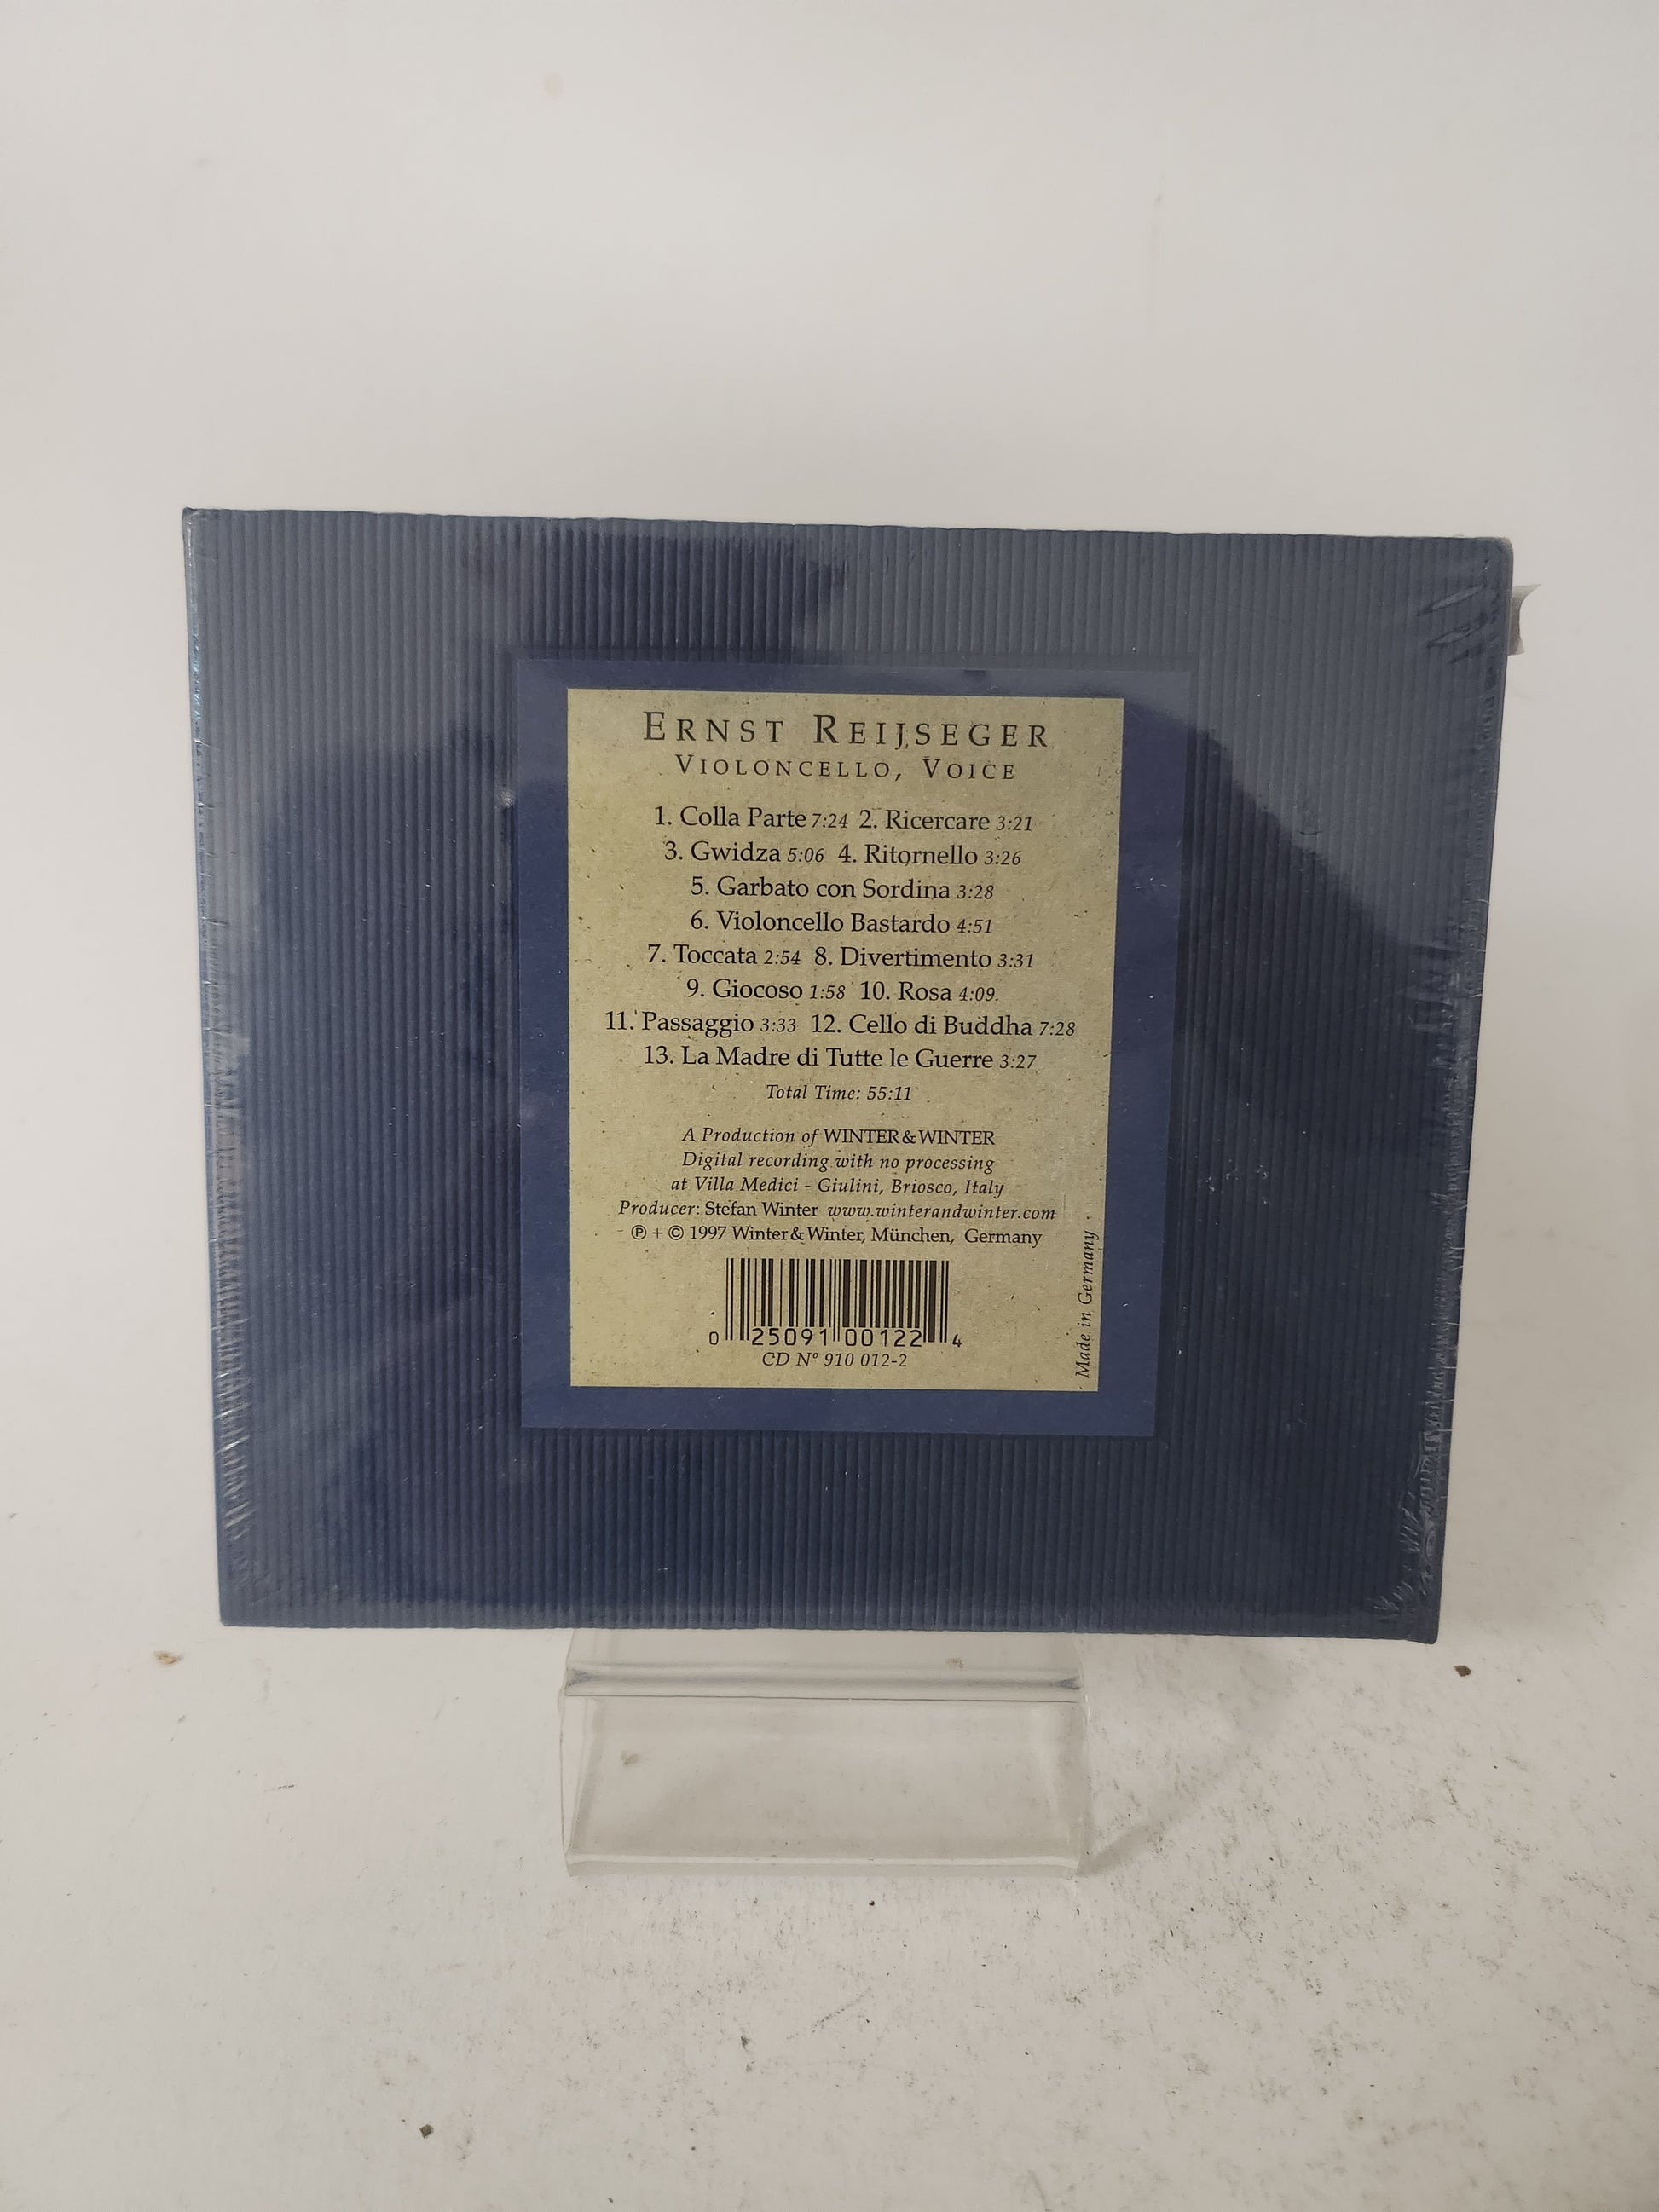 ERNST REIJSEGER
VIOLONCELLO, VOICE
1. Colla Parte 7:24 2. Ricercare 3:21
3. Gwidza 5:06 4. Ritornello 3:26
5. Garbato con Sordina 3:28
6. Violoncello Bastardo 4:51
7. Toccata 2:54 8. Divertimento 3:31
9. Giocoso 1:58 10. Rosa 4:09
11. Passaggio 3:33 12. Cello di Buddha 7:28
13. La Madre di Tutte le Guerre 3:27
Total Time: 55:11
A Production of WINTER & WINTER
Digital recording with no processing
at Villa Medici - Giulini, Briosco, Italy
Producer: Stefan Winter www.winterandwinter.com
℗ + © 1997 Winter & Winter, München, Germany
0 25091 00122 4
CD N° 910 012-2
Made in Germany